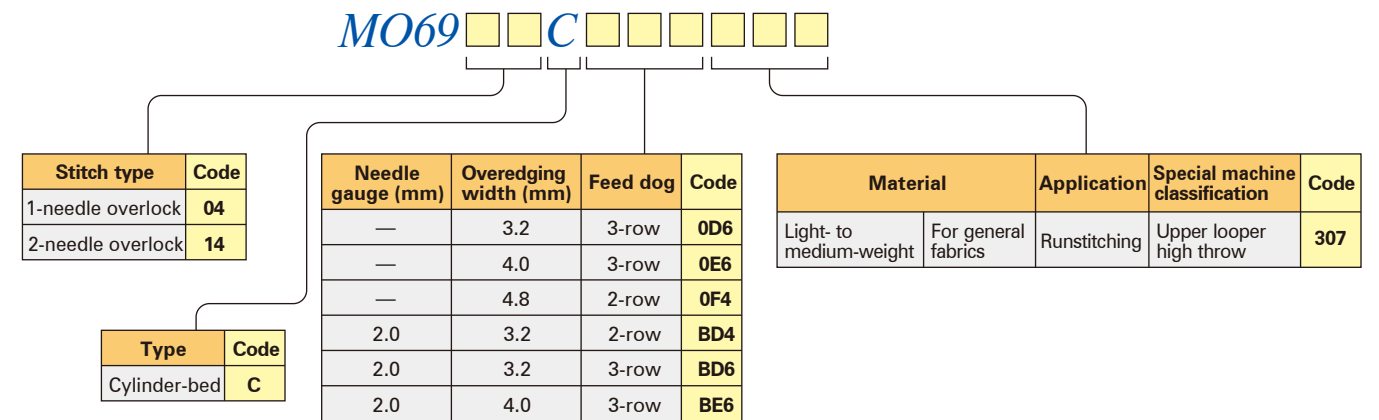 MO69 C
Stitch type Code
1-needle overlock 04
2-needle overlock 14
Type Code
Cylinder-bed C
Needle gauge (mm) Overedging width (mm) Feed dog Code
— 3.2 3-row 0D6
— 4.0 3-row 0E6
— 4.8 2-row 0F4
2.0 3.2 2-row BD4
2.0 3.2 3-row BD6
2.0 4.0 3-row BE6
Material Application Special machine classification Code
Light- to medium-weight For general fabrics Runstitching Upper looper high throw 307